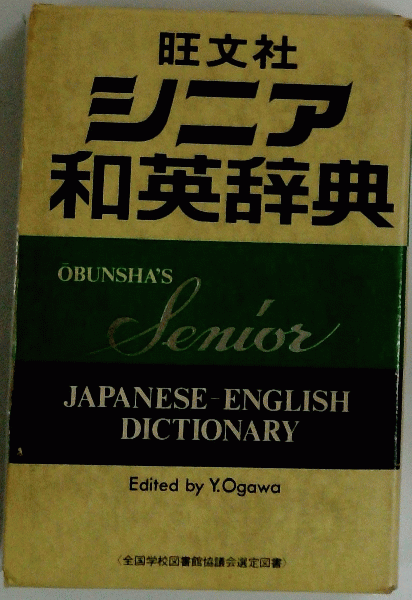 旺文社
シニア
和英辞典
ŌBUNSHA'S
Senior
JAPANESE-ENGLISH
DICTIONARY
Edited by Y.Ogawa
〈全国学校図書館協議会選定図書〉